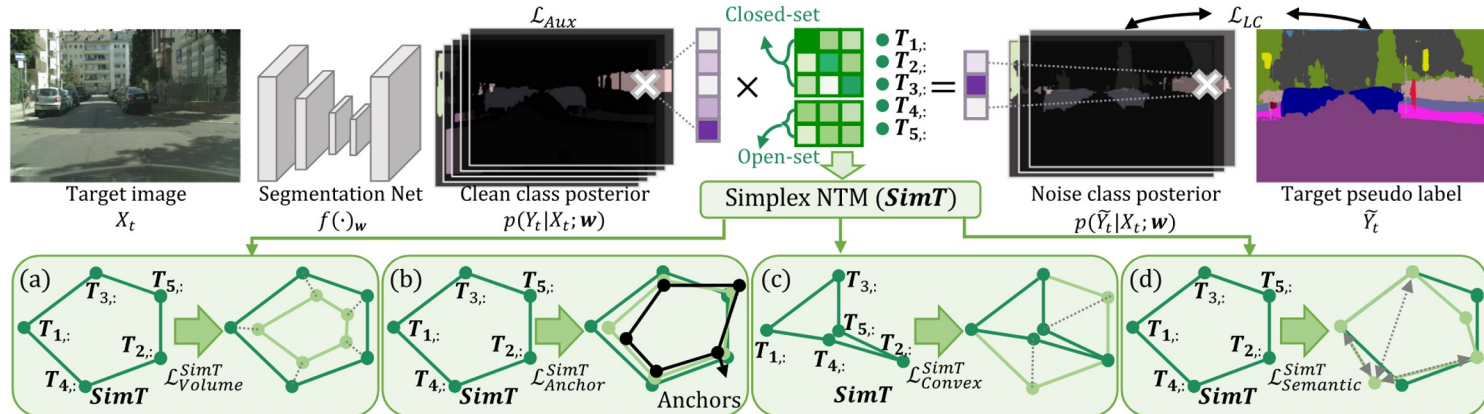 ℒ_Aux
Closed-set
ℒ_LC
T_1,:
T_2,:
T_3,:
T_4,:
T_5,:
×
=
Open-set
Target image
X_t
Segmentation Net
f(·)_w
Clean class posterior
p(Y_t|X_t; w)
Simplex NTM (SimT)
Noise class posterior
p(Ỹ_t|X_t; w)
Target pseudo label
Ỹ_t
(a)
T_3,:
T_5,:
T_1,:
T_2,:
T_4,:
SimT
ℒ^SimT_Volume
(b)
T_3,:
T_5,:
T_1,:
T_2,:
T_4,:
SimT
ℒ^SimT_Anchor
Anchors
(c)
T_3,:
T_5,:
T_1,:
T_4,:
T_2,:
SimT
ℒ^SimT_Convex
(d)
T_3,:
T_5,:
T_1,:
T_2,:
T_4,:
SimT
ℒ^SimT_Semantic